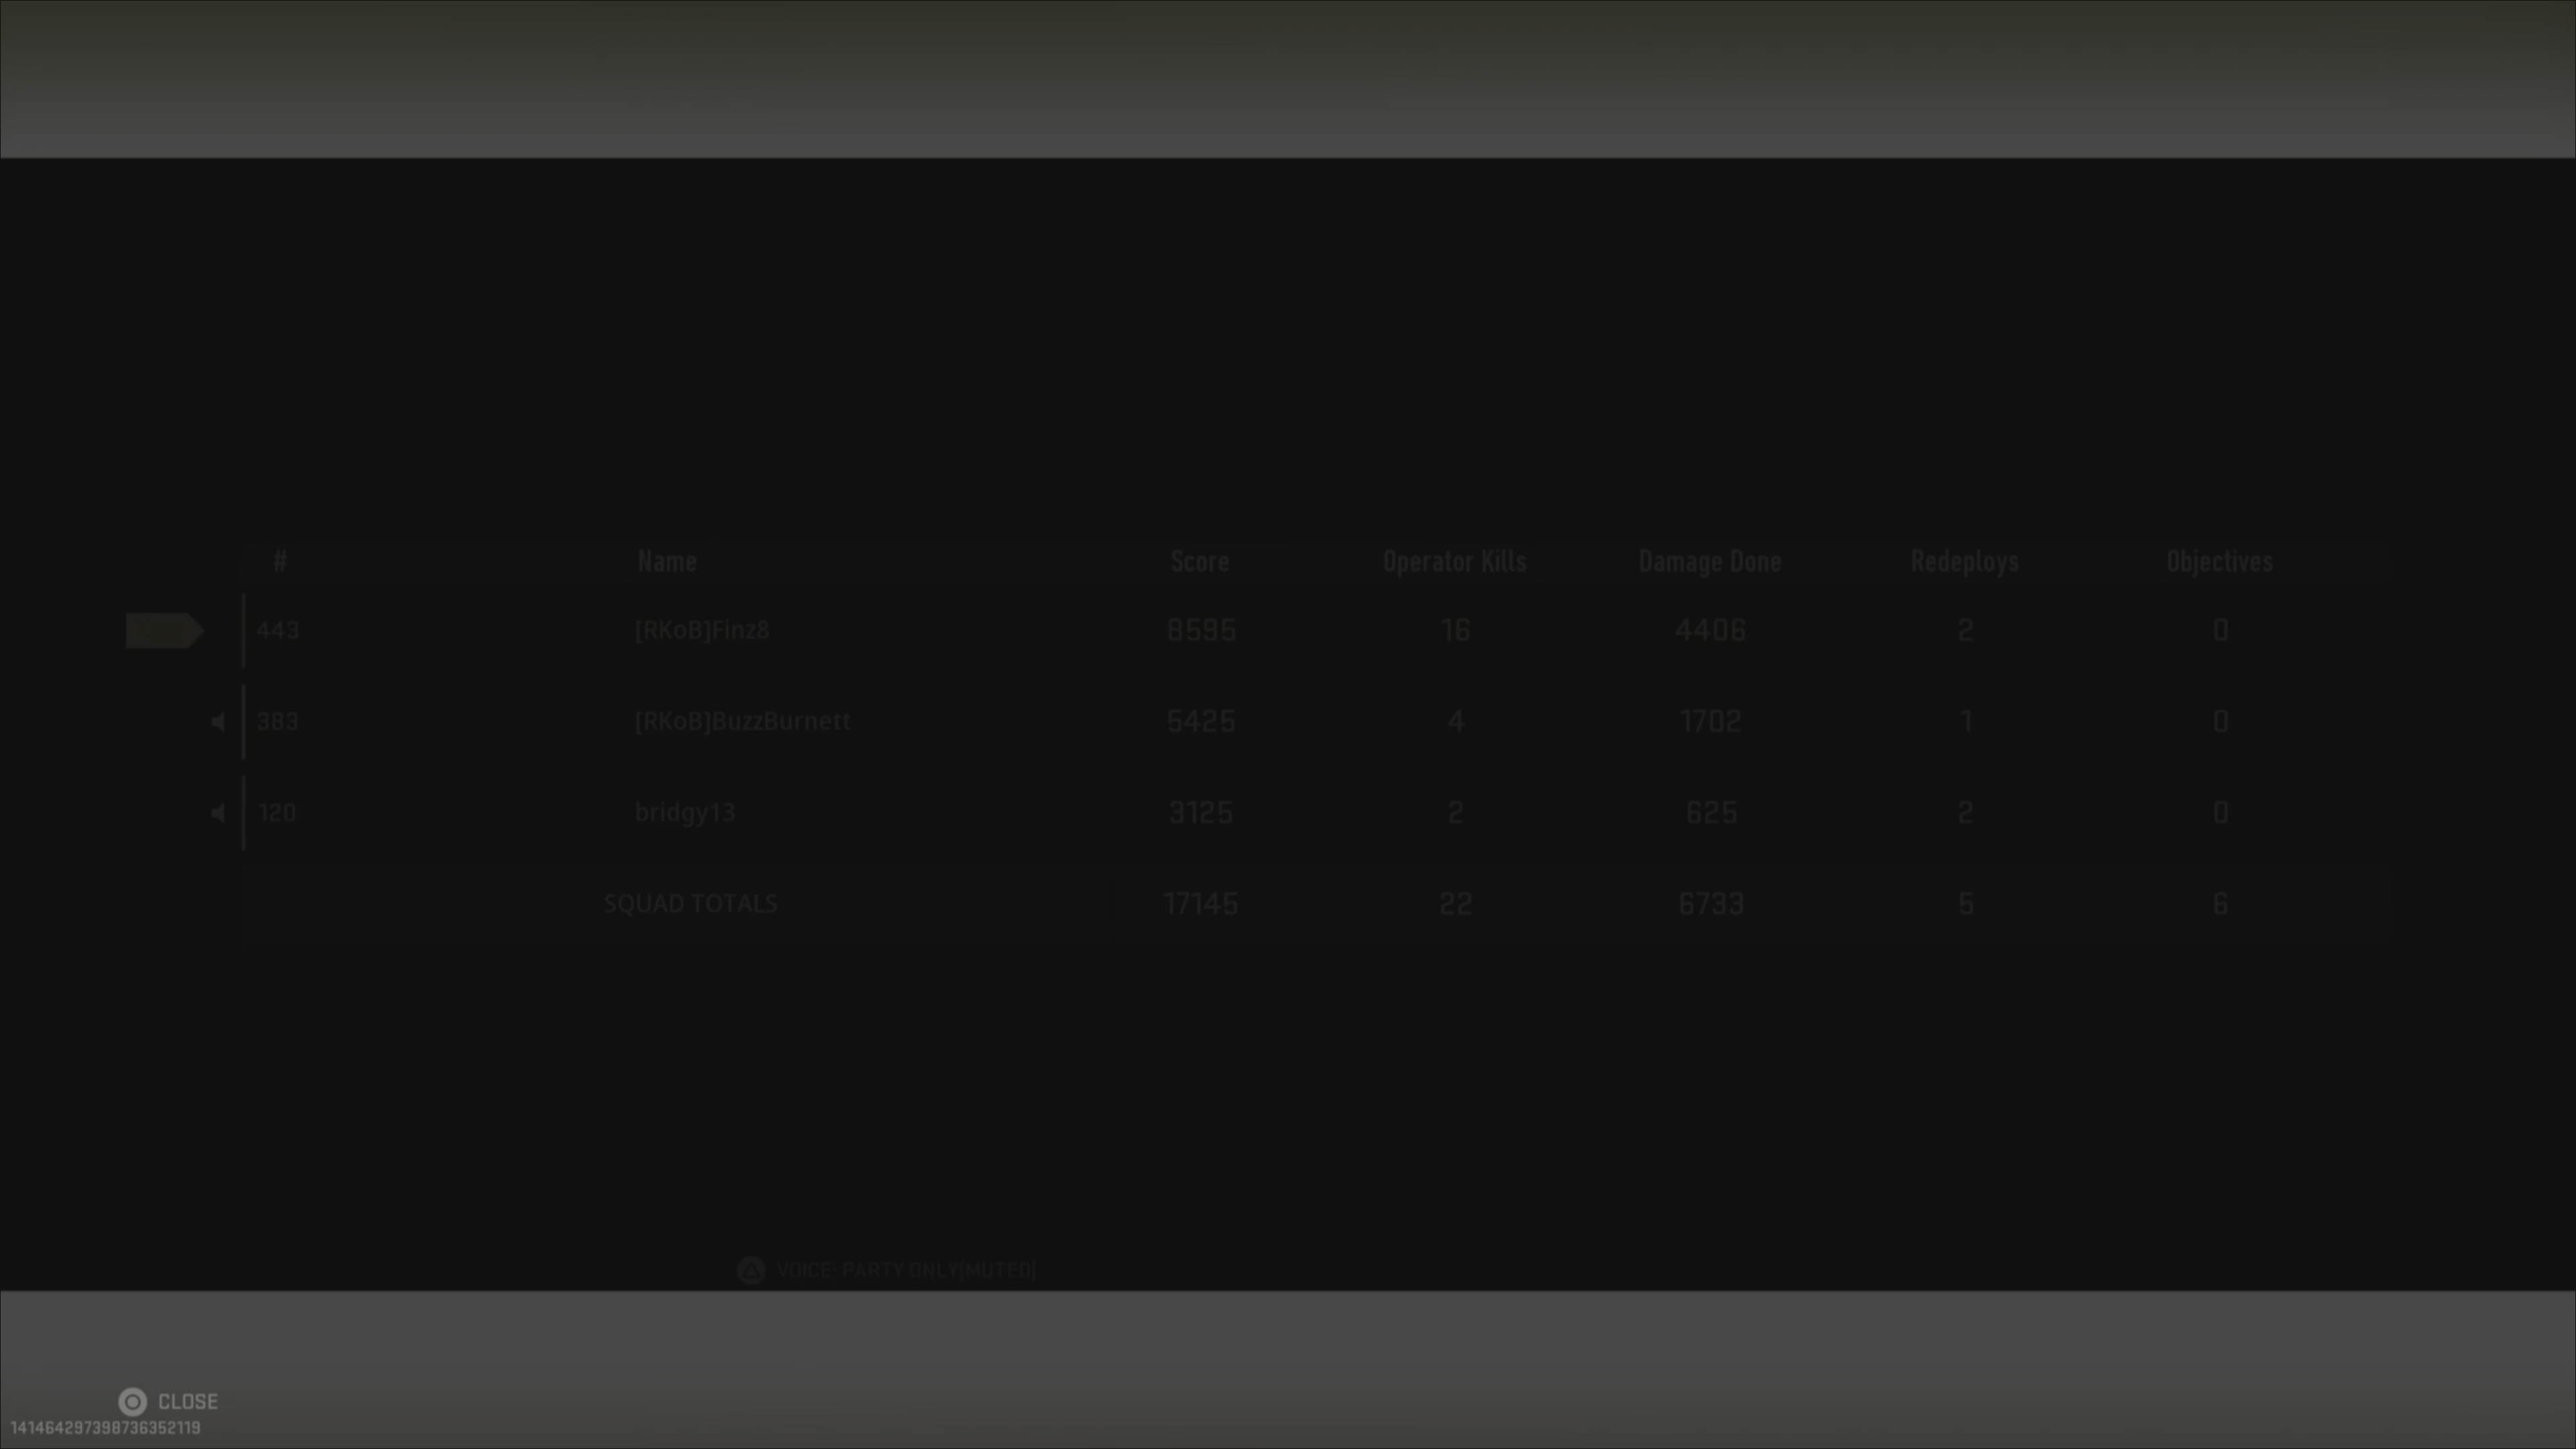 # Name Score Operator Kills Damage Done Redeploys Objectives
443 [RKoB]Finz8 8595 16 4406 2 0
383 [RKoB]BuzzBurnett 5425 4 1702 1 0
120 bridgy13 3125 2 625 2 0
SQUAD TOTALS 17145 22 6733 5 6
VOICE: PARTY ONLY(MUTED)
CLOSE
141464297398736352119